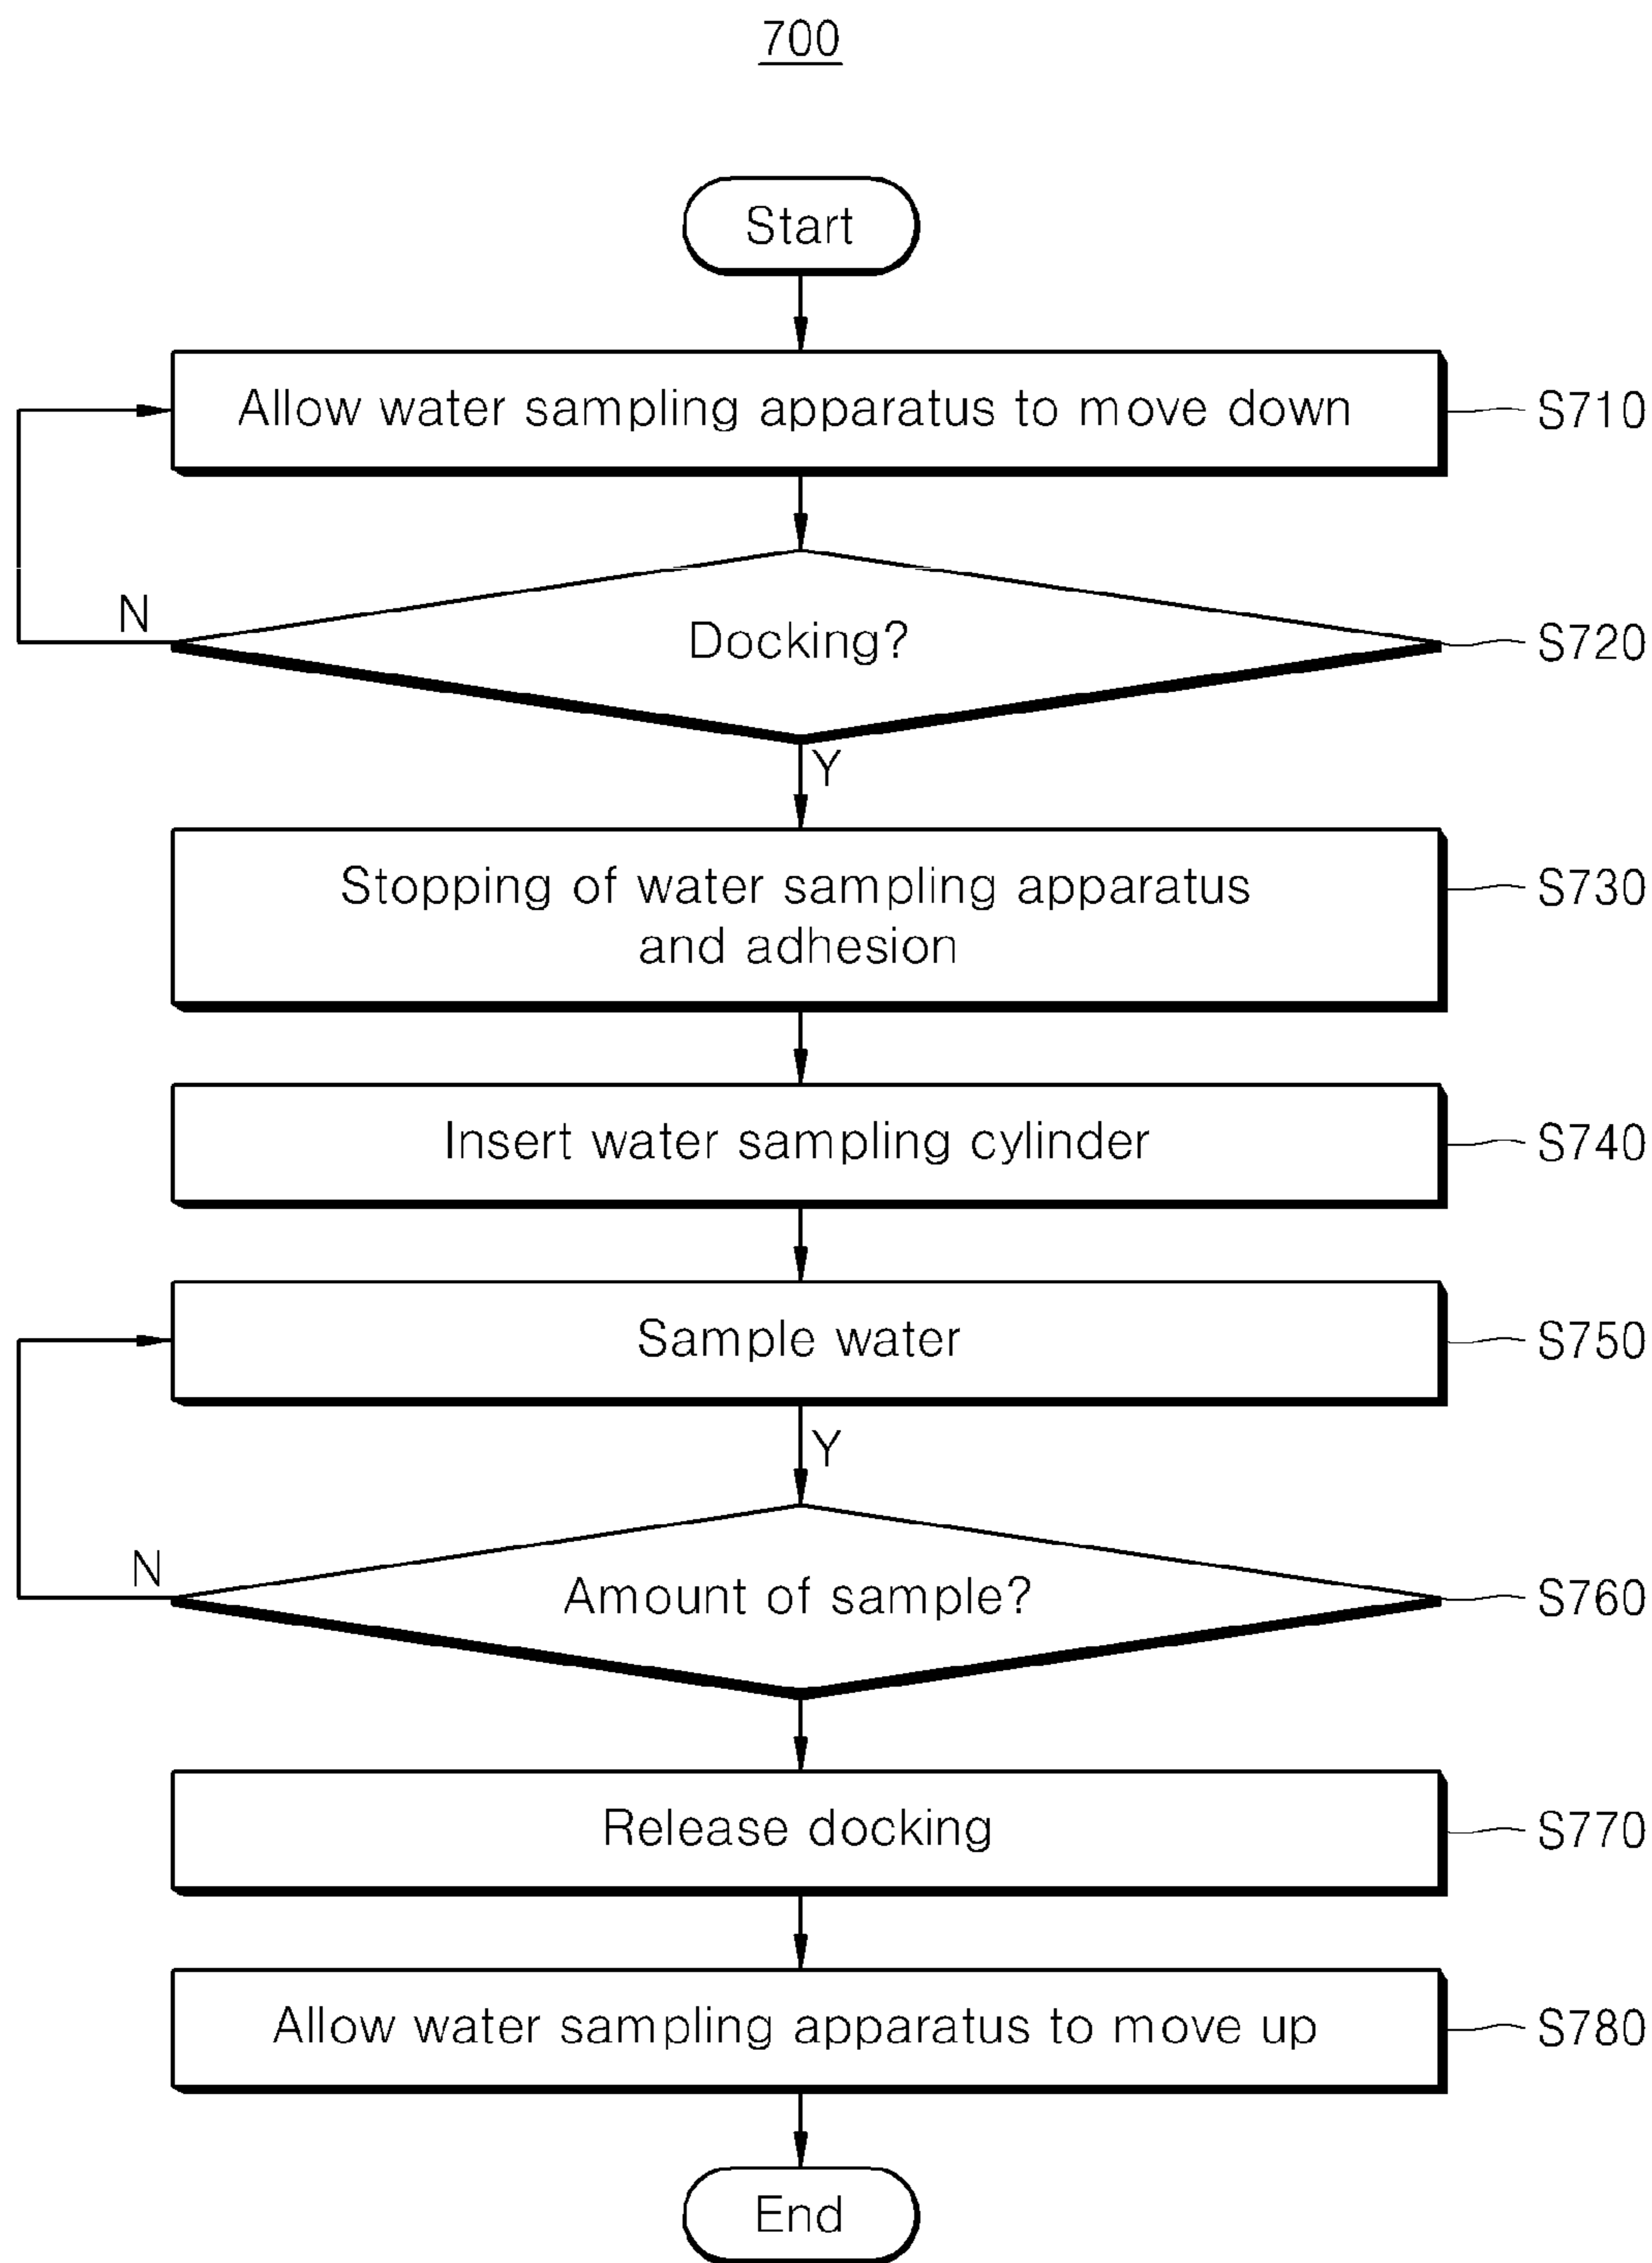 700
Start
Allow water sampling apparatus to move down
S710
N
Docking?
S720
Y
Stopping of water sampling apparatus
and adhesion
S730
Insert water sampling cylinder
S740
Sample water
S750
Y
N
Amount of sample?
S760
Release docking
S770
Allow water sampling apparatus to move up
S780
End